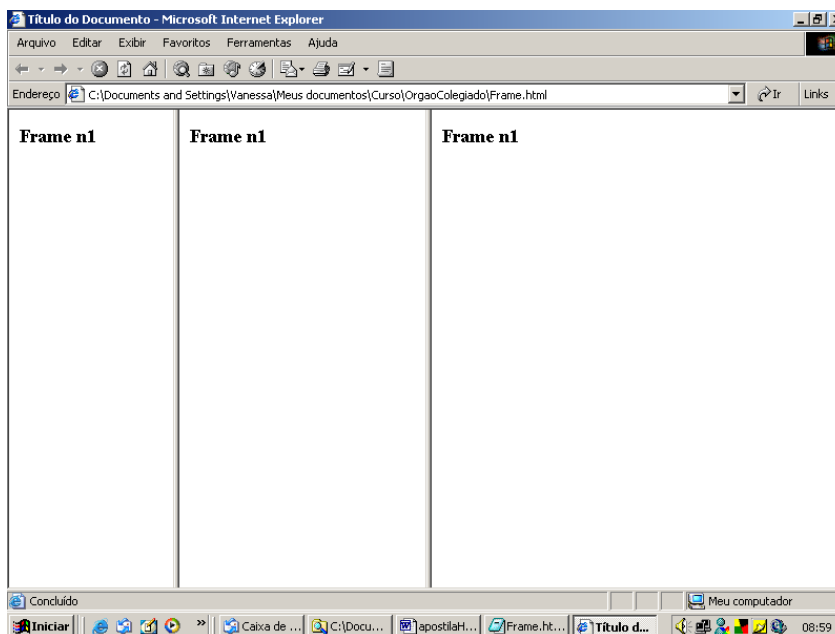 Título do Documento - Microsoft Internet Explorer
Arquivo Editar Exibir Favoritos Ferramentas Ajuda
Endereço C:\Documents and Settings\Vanessa\Meus documentos\Curso\OrgaoColegiado\Frame.html Ir Links
Frame n1 Frame n1 Frame n1
Concluído Meu computador
Iniciar » Caixa de ... C:\Docu... apostilaH... Frame.ht... Título d... 08:59